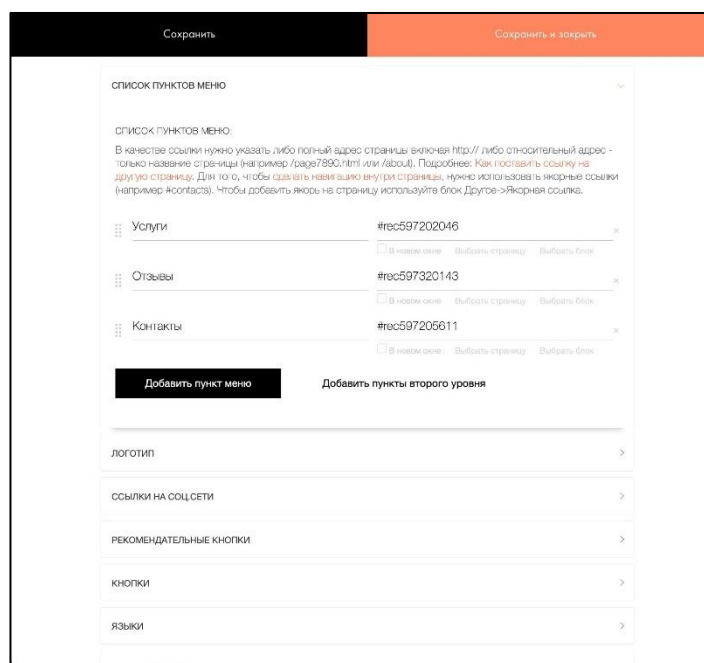 Сохранить
Сохранить и закрыть
СПИСОК ПУНКТОВ МЕНЮ
СПИСОК ПУНКТОВ МЕНЮ:
В качестве ссылки нужно указать либо полный адрес страницы включая http:// либо относительный адрес -
только название страницы (например /page7890.html или /about). Подробнее: Как поставить ссылку на
другую страницу. Для того, чтобы сделать навигацию внутри страницы, нужно использовать якорные ссылки
(например #contacts). Чтобы добавить якорь на страницу используйте блок Другое->Якорная ссылка.
Услуги #rec597202046
В новом окне Выбрать страницу Выбрать блок
Отзывы #rec597320143
В новом окне Выбрать страницу Выбрать блок
Контакты #rec597205611
В новом окне Выбрать страницу Выбрать блок
Добавить пункт меню Добавить пункты второго уровня
ЛОГОТИП
ССЫЛКИ НА СОЦ.СЕТИ
РЕКОМЕНДАТЕЛЬНЫЕ КНОПКИ
КНОПКИ
ЯЗЫКИ